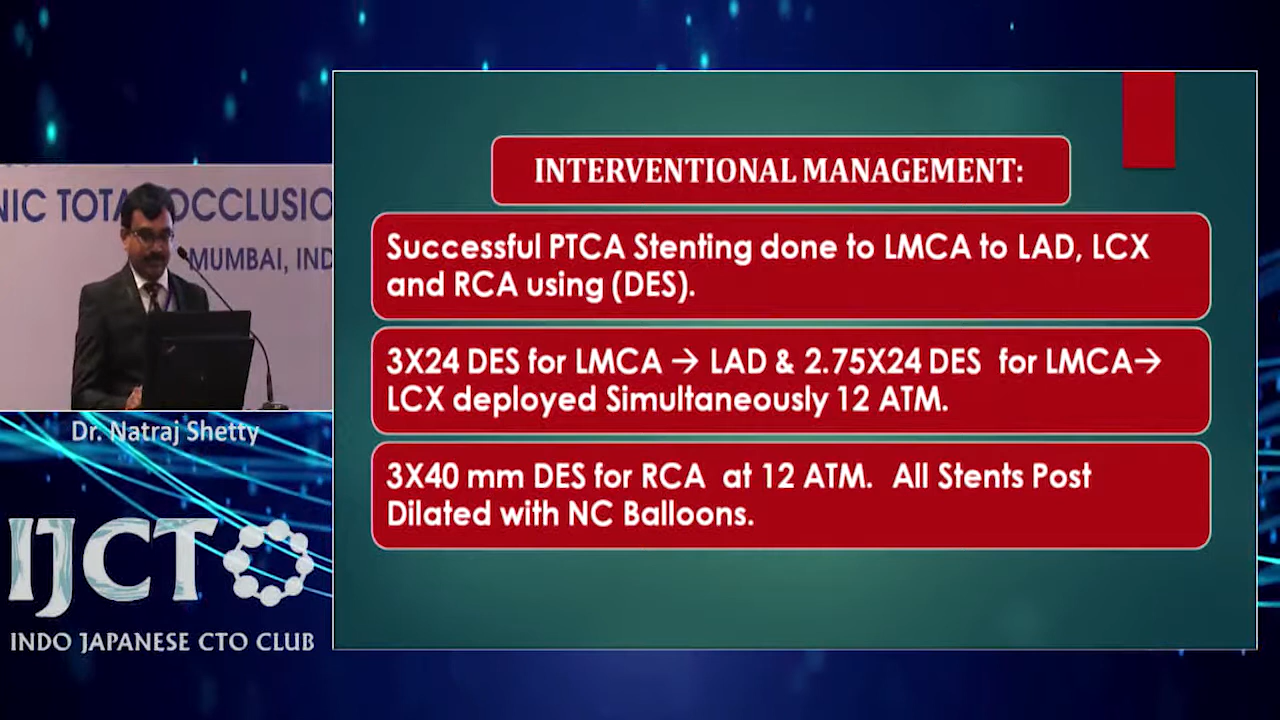 NIC TOTA OCCLUSIO
MUMBAI, IND
Dr. Natraj Shetty
IJCTO
INDO JAPANESE CTO CLUB
INTERVENTIONAL MANAGEMENT:
Successful PTCA Stenting done to LMCA to LAD, LCX
and RCA using (DES).
3X24 DES for LMCA → LAD & 2.75X24 DES for LMCA→
LCX deployed Simultaneously 12 ATM.
3X40 mm DES for RCA at 12 ATM. All Stents Post
Dilated with NC Balloons.